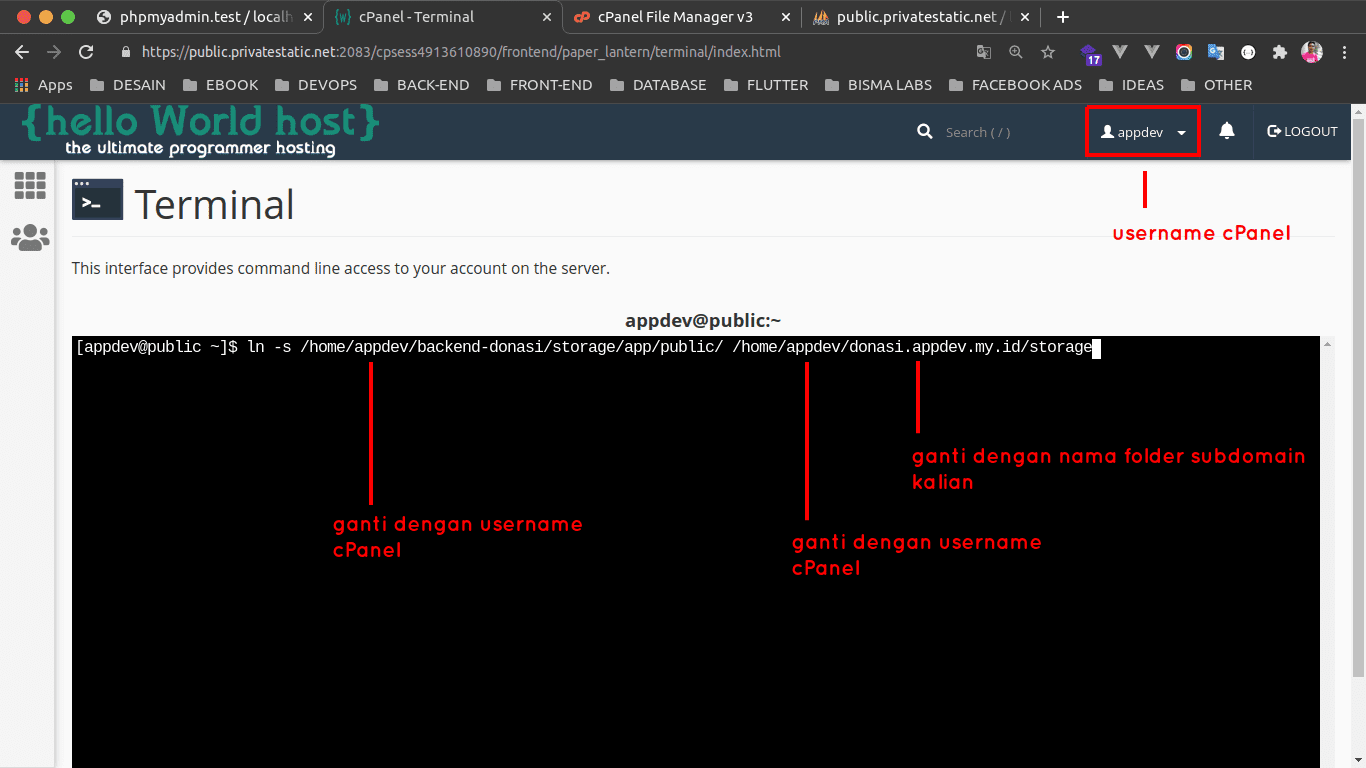 phpmyadmin.test / localh
cPanel - Terminal
cPanel File Manager v3
public.privatestatic.net /
https://public.privatestatic.net:2083/cpsess4913610890/frontend/paper_lantern/terminal/index.html
17
Apps DESAIN EBOOK DEVOPS BACK-END FRONT-END DATABASE FLUTTER BISMA LABS FACEBOOK ADS IDEAS OTHER
{hello World host}
the ultimate programmer hosting
Search ( / )
appdev
LOGOUT
>_ Terminal
username cPanel
This interface provides command line access to your account on the server.
appdev@public:~
[appdev@public ~]$ ln -s /home/appdev/backend-donasi/storage/app/public/ /home/appdev/donasi.appdev.my.id/storage
ganti dengan nama folder subdomain
kalian
ganti dengan username
cPanel
ganti dengan username
cPanel